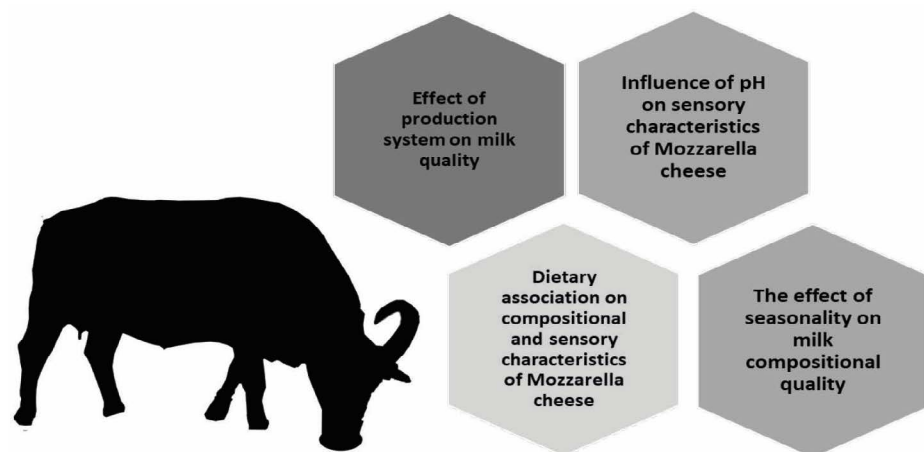 Effect of
production
system on milk
quality
Influence of pH
on sensory
characteristics
of Mozzarella
cheese
Dietary
association on
compositional
and sensory
characteristics
of Mozzarella
cheese
The effect of
seasonality on
milk
compositional
quality